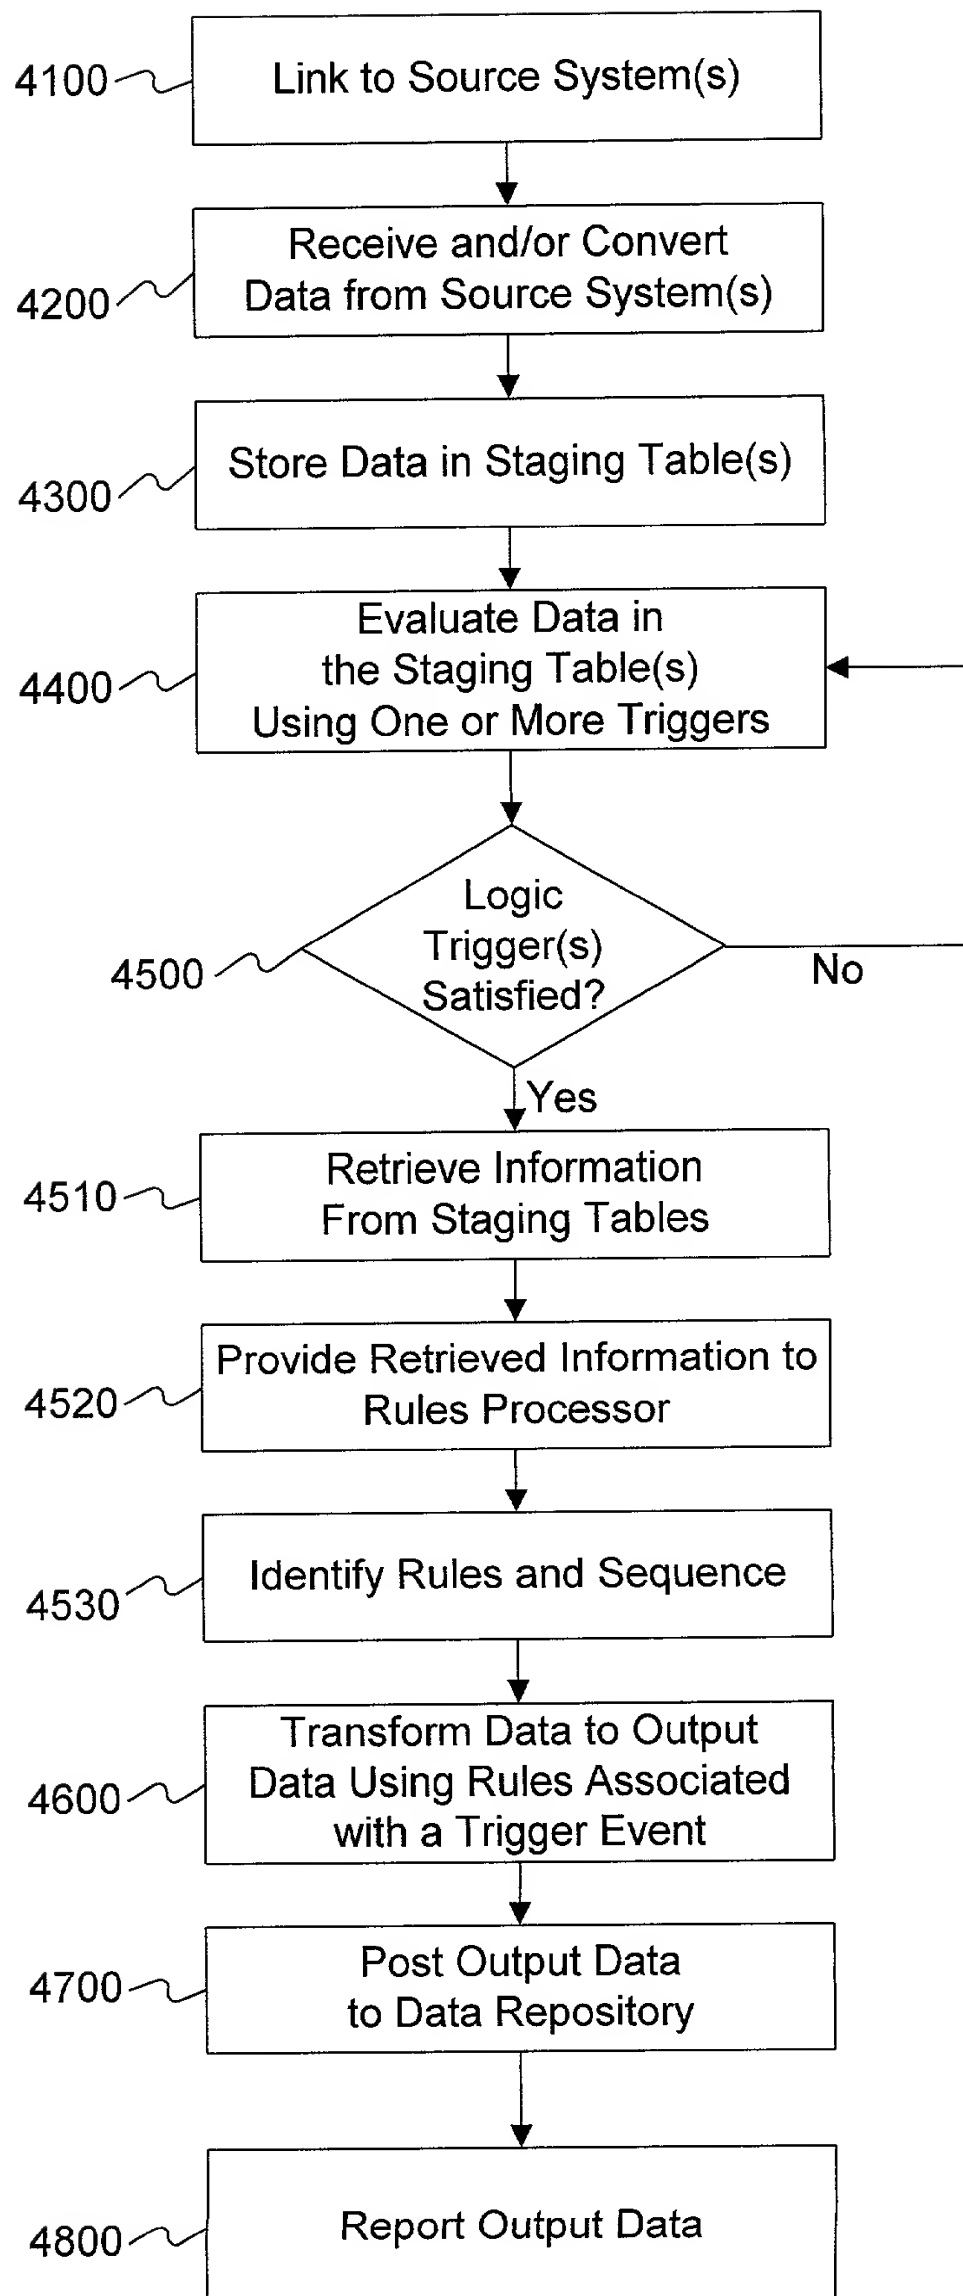 4100
Link to Source System(s)
Receive and/or Convert
4200
Data from Source System(s)
Store Data in Staging Table(s)
4300
Evaluate Data in
the Staging Table(s)
4400
Using One or More Triggers
Logic
Trigger(s)
4500
Satisfied?
No
Yes
Retrieve Information
4510
From Staging Tables
Provide Retrieved Information to
4520
Rules Processor
Identify Rules and Sequence
4530
Transform Data to Output
Data Using Rules Associated
4600
with a Trigger Event
Post Output Data
4700
to Data Repository
Report Output Data
4800